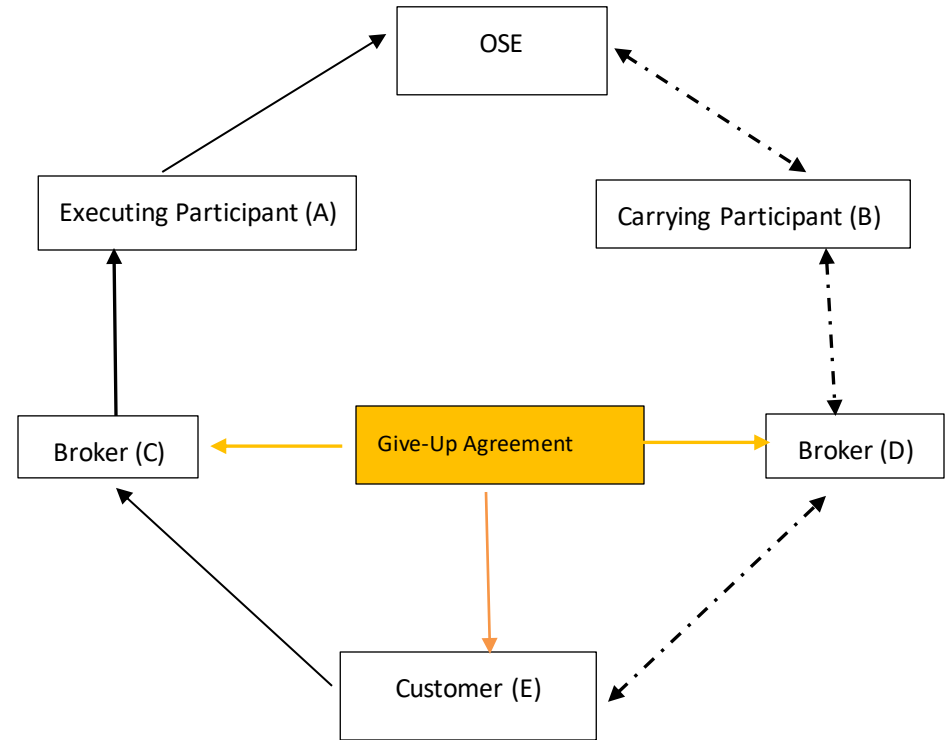 OSE
Executing Participant (A)
Carrying Participant (B)
Broker (C)
Give-Up Agreement
Broker (D)
Customer (E)